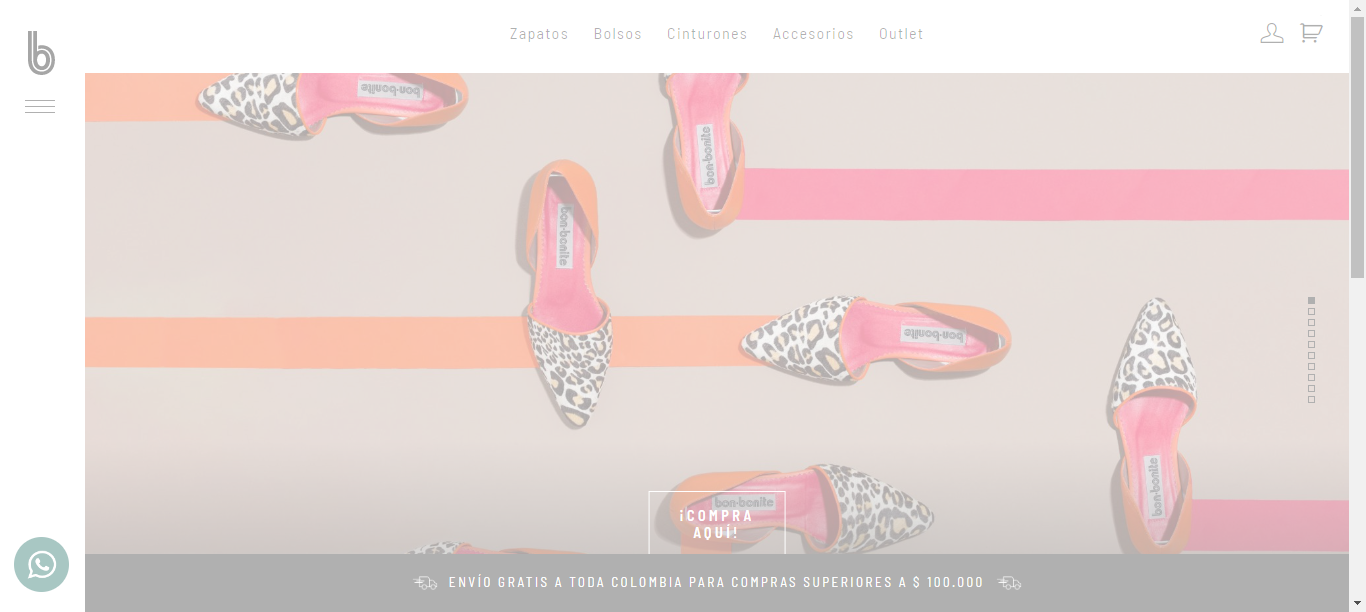 b
Zapatos Bolsos Cinturones Accesorios Outlet
bon-bonite
bon-bonite
bon-bonite
bon-bonite
bon-bonite
bon-bonite
¡COMPRA
AQUÍ!
ENVÍO GRATIS A TODA COLOMBIA PARA COMPRAS SUPERIORES A $ 100.000